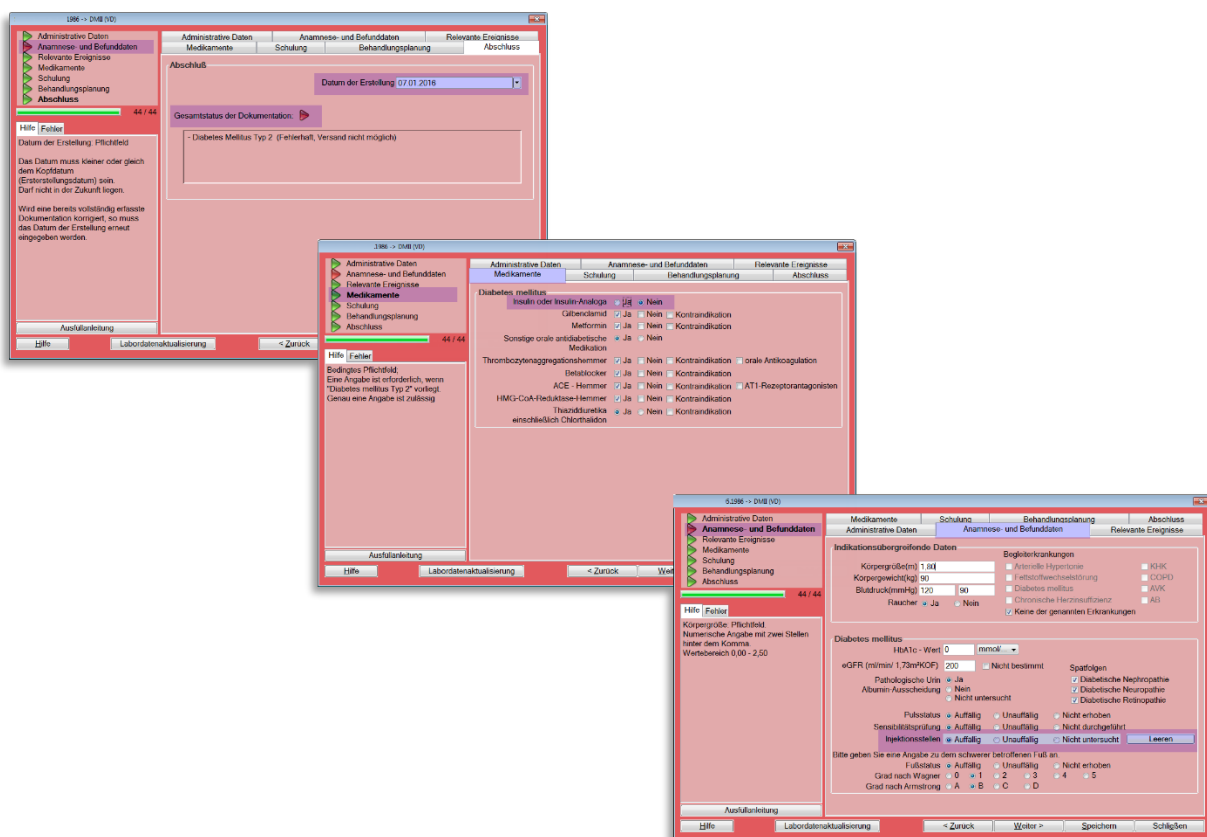 1986 -> DMII (VD)
Administrative Daten
Anamnese- und Befunddaten
Relevante Ereignisse
Medikamente
Schulung
Behandlungsplanung
Abschluss
44 / 44
Hilfe Fehler
Datum der Erstellung: Pflichtfeld
Das Datum muss kleiner oder gleich
dem Kopfdatum
(Ersterstellungsdatum) sein.
Darf nicht in der Zukunft liegen.
Wird eine bereits vollständig erfasste
Dokumentation korrigert, so muss
das Datum der Erstellung erneut
eingegeben werden.
Ausfüllanleitung
Hilfe Labordatenaktualisierung < Zurück
Administrative Daten Anamnese- und Befunddaten Relevante Ereignisse
Medikamente Schulung Behandlungsplanung Abschluss
Abschluß
Datum der Erstellung 07.01.2016
Gesamtstatus der Dokumentation:
- Diabetes Mellitus Typ 2 (Fehlerhaft, Versand nicht möglich)
.1986 -> DMII (VD)
Administrative Daten
Anamnese- und Befunddaten
Relevante Ereignisse
Medikamente
Schulung
Behandlungsplanung
Abschluss
44 / 44
Hilfe Fehler
Bedingtes Pflichtfeld;
Eine Angabe ist erforderlich, wenn
"Diabetes mellitus Typ 2" vorliegt.
Genau eine Angabe ist zulässig
Ausfüllanleitung
Hilfe Labordatenaktualisierung < Zurück Wei
Administrative Daten Anamnese- und Befunddaten Relevante Ereignisse
Medikamente Schulung Behandlungsplanung Abschluss
Diabetes mellitus
Insulin oder Insulin-Analoga Ja Nein
Glibenclamid Ja Nein Kontraindikation
Metformin Ja Nein Kontraindikation
Sonstige orale antidiabetische Ja Nein
Medikation
Thrombozytenaggregationshemmer Ja Nein Kontraindikation orale Antikoagulation
Betablocker Ja Nein Kontraindikation
ACE - Hemmer Ja Nein Kontraindikation AT1-Rezeptorantagonisten
HMG-CoA-Reduktase-Hemmer Ja Nein Kontraindikation
Thiaziddiuretika Ja Nein Kontraindikation
einschließlich Chlorthalidon
6.1986 -> DMII (VD)
Administrative Daten
Anamnese- und Befunddaten
Relevante Ereignisse
Medikamente
Schulung
Behandlungsplanung
Abschluss
44 / 44
Hilfe Fehler
Körpergröße: Pflichtfeld
Numerische Angabe mit zwei Stellen
hinter dem Komma.
Wertebereich 0,00 - 2,50
Ausfüllanleitung
Medikamente Schulung Behandlungsplanung Abschluss
Administrative Daten Anamnese- und Befunddaten Relevante Ereignisse
Indikationsübergreifende Daten
Begleiterkrankungen
Körpergröße(m) 1,80 Arterielle Hypertonie KHK
Körpergewicht(kg) 90 Fettstoffwechselstörung COPD
Blutdruck(mmHg) 120 90 Diabetes mellitus AVK
Raucher Ja Nein Chronische Herzinsuffizienz AB
Keine der genannten Erkrankungen
Diabetes mellitus
HbA1c - Wert 0 mmol/
eGFR (ml/min/ 1,73m²KOF) 200 Nicht bestimmt Spatfolgen
Pathologische Urin Ja Diabetische Nephropathie
Albumin-Ausscheidung Nein Diabetische Neuropathie
Nicht untersucht Diabetische Retinopathie
Pulsstatus Auffällig Unauffällig Nicht erhoben
Sensibilitätsprüfung Auffällig Unauffällig Nicht durchgeführt
Injektionsstellen Auffällig Unauffällig Nicht untersucht Leeren
Bitte geben Sie eine Angabe zu dem schwerer betroffenen Fuß an.
Fußstatus Auffällig Unauffällig Nicht erhoben
Grad nach Wagner 0 1 2 3 4 5
Grad nach Armstrong A B C D
Hilfe Labordatenaktualisierung < Zurück Weiter > Speichern Schließen